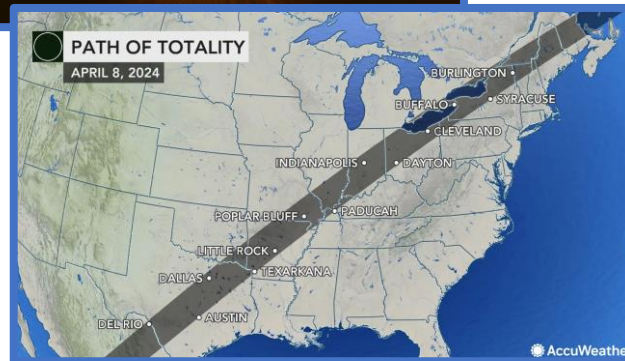 PATH OF TOTALITY
APRIL 8, 2024
BURLINGTON
BUFFALO
SYRACUSE
CLEVELAND
INDIANAPOLIS
DAYTON
POPLAR BLUFF
PADUCAH
LITTLE ROCK
DALLAS
TEXARKANA
DEL RIO
AUSTIN
AccuWeathe